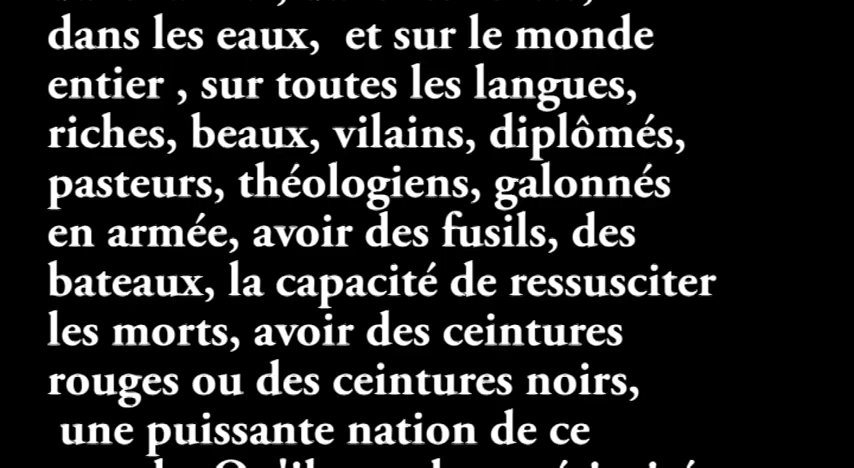 dans les eaux,  et sur le monde
entier , sur toutes les langues,
riches, beaux, vilains, diplômés,
pasteurs, théologiens, galonnés
en armée, avoir des fusils, des
bateaux, la capacité de ressusciter
les morts, avoir des ceintures
rouges ou des ceintures noirs,
une puissante nation de ce